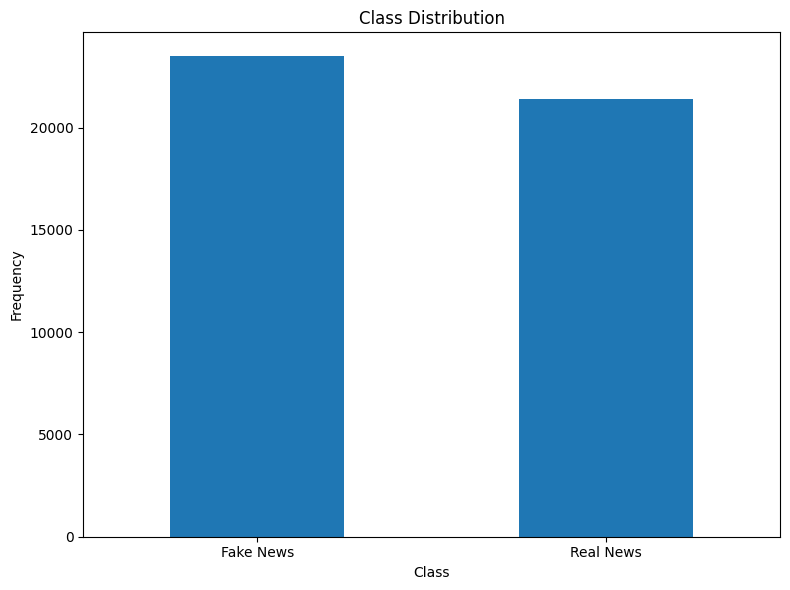 Class Distribution
Frequency
20000
15000
10000
5000
0
Fake News
Real News
Class